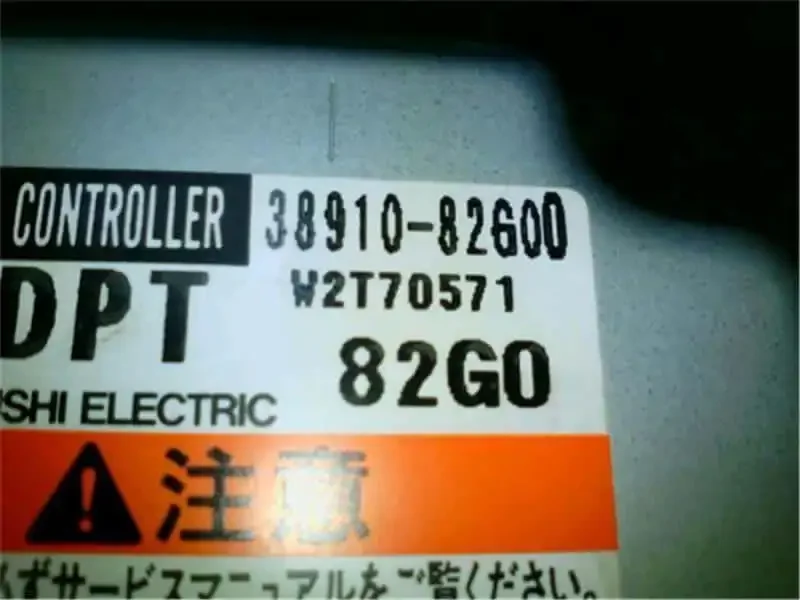 CONTROLLER 38910-82G00
DPT W2T70571
82G0
SHI ELECTRIC
注意
必ずサービスマニュアルをご覧ください。